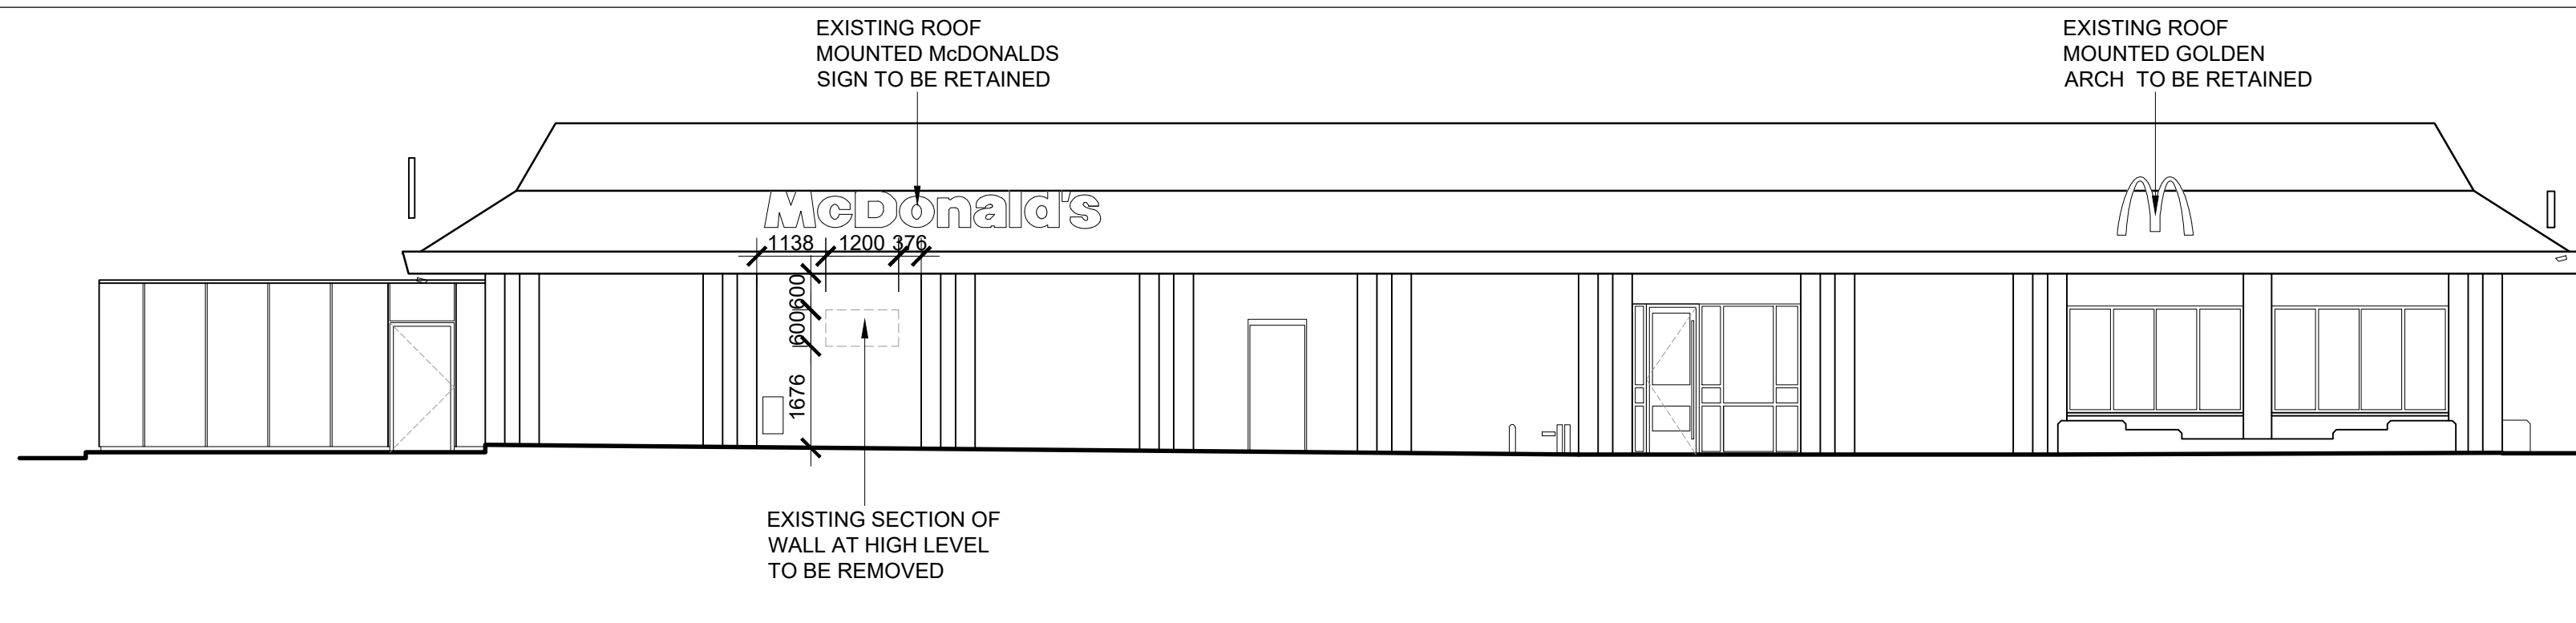 EXISTING ROOF
MOUNTED McDONALDS
SIGN TO BE RETAINED
EXISTING ROOF
MOUNTED GOLDEN
ARCH TO BE RETAINED
McDonald's
1138
1200
376
600
600
1676
EXISTING SECTION OF
WALL AT HIGH LEVEL
TO BE REMOVED